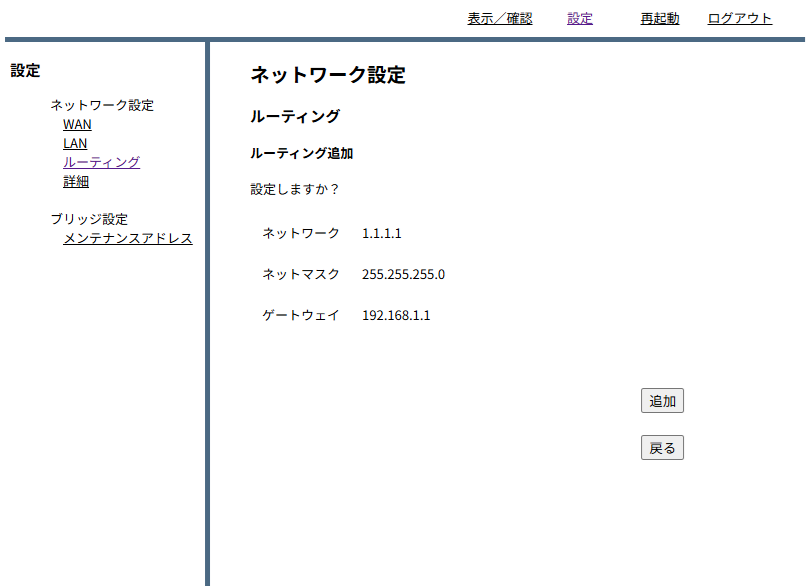 表示／確認 設定 再起動 ログアウト
設定
ネットワーク設定
WAN
LAN
ルーティング
詳細
ブリッジ設定
メンテナンスアドレス
ネットワーク設定
ルーティング
ルーティング追加
設定しますか？
ネットワーク 1.1.1.1
ネットマスク 255.255.255.0
ゲートウェイ 192.168.1.1
追加
戻る